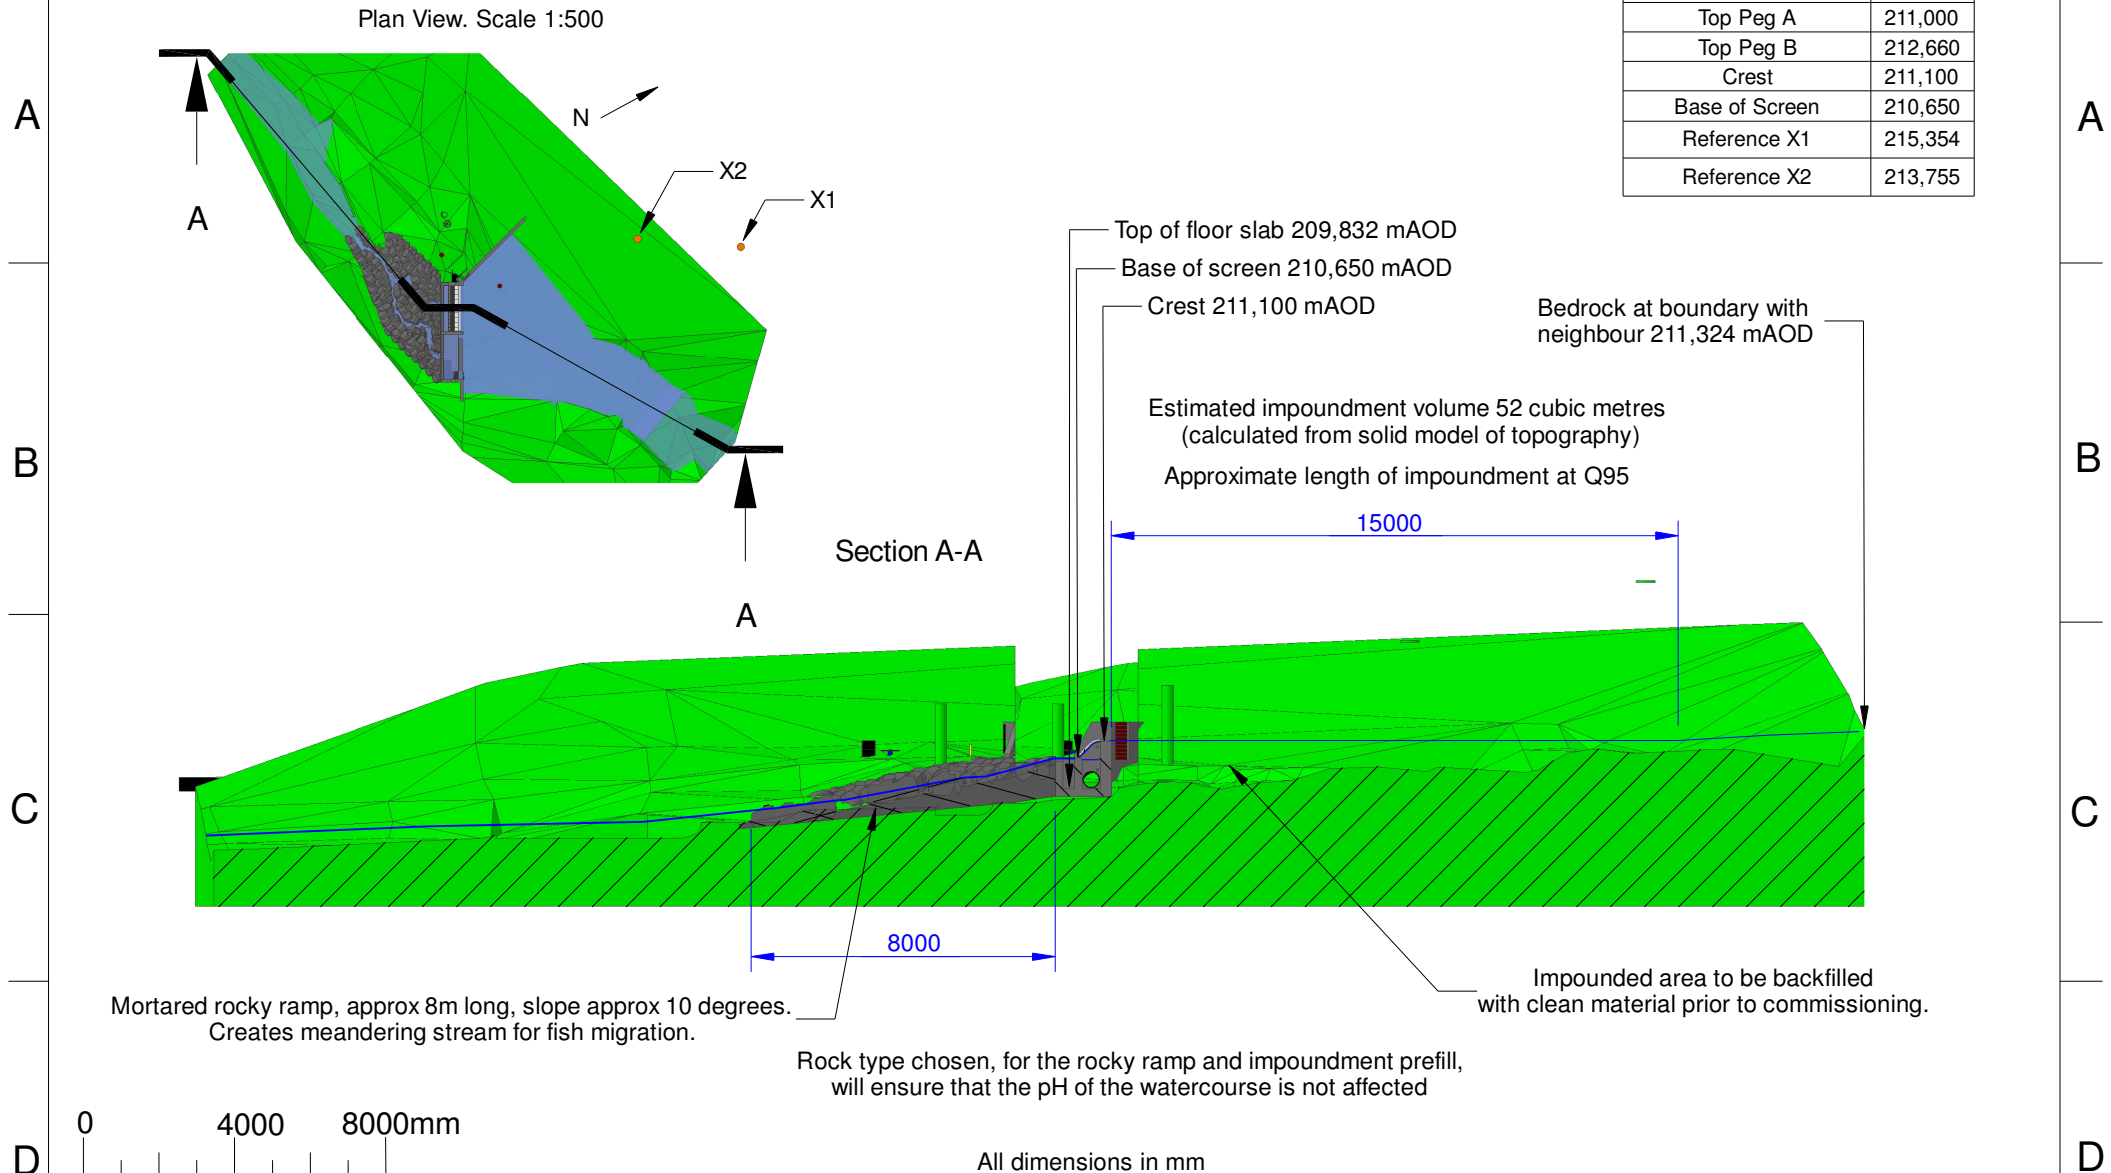 Plan View. Scale 1:500
Top Peg A 211,000
Top Peg B 212,660
Crest 211,100
Base of Screen 210,650
Reference X1 215,354
Reference X2 213,755
A
A
N
X2
X1
A
Top of floor slab 209,832 mAOD
Base of screen 210,650 mAOD
Crest 211,100 mAOD
Bedrock at boundary with
neighbour 211,324 mAOD
Estimated impoundment volume 52 cubic metres
(calculated from solid model of topography)
Approximate length of impoundment at Q95
B
B
15000
Section A-A
A
C
C
8000
Mortared rocky ramp, approx 8m long, slope approx 10 degrees.
Creates meandering stream for fish migration.
Impounded area to be backfilled
with clean material prior to commissioning.
Rock type chosen, for the rocky ramp and impoundment prefill,
will ensure that the pH of the watercourse is not affected
0 4000 8000mm
D
D
All dimensions in mm